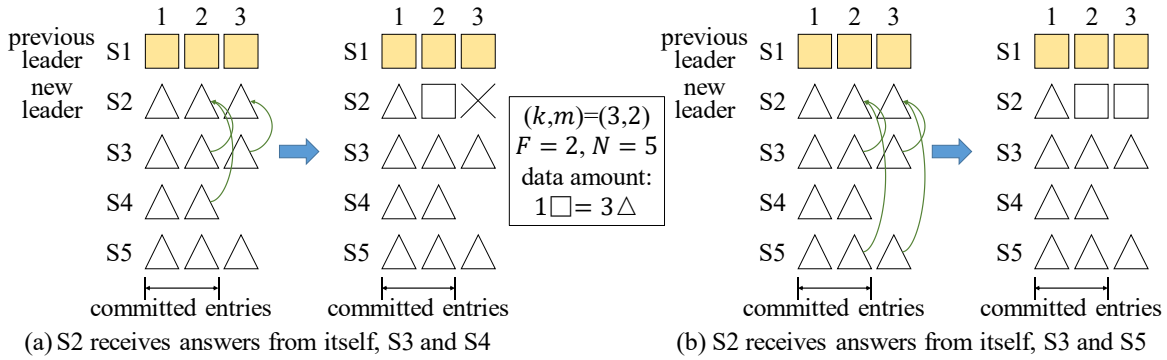 1 2 3
previous leader S1
new leader S2
S3
S4
S5
committed entries
1 2 3
S1
S2
S3
S4
S5
committed entries
(a) S2 receives answers from itself, S3 and S4
(k,m)=(3,2)
F = 2, N = 5
data amount:
1□= 3△
1 2 3
previous leader S1
new leader S2
S3
S4
S5
committed entries
1 2 3
S1
S2
S3
S4
S5
committed entries
(b) S2 receives answers from itself, S3 and S5